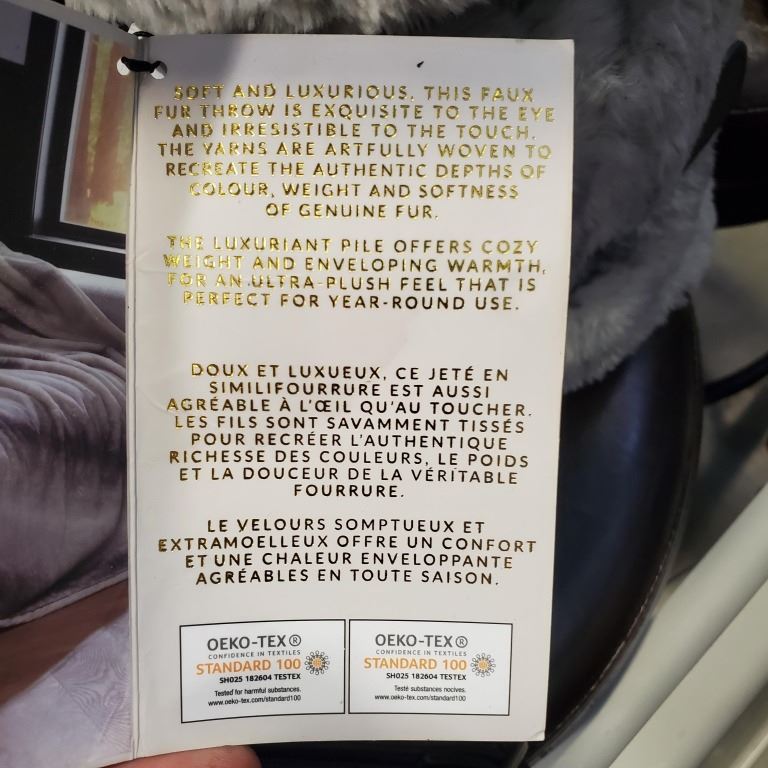 SOFT AND LUXURIOUS, THIS FAUX
FUR THROW IS EXQUISITE TO THE EYE
AND IRRESISTIBLE TO THE TOUCH.
THE YARNS ARE ARTFULLY WOVEN TO
RECREATE THE AUTHENTIC DEPTHS OF
COLOUR, WEIGHT AND SOFTNESS
OF GENUINE FUR.
THE LUXURIANT PILE OFFERS COZY
WEIGHT AND ENVELOPING WARMTH,
FOR AN ULTRA-PLUSH FEEL THAT IS
PERFECT FOR YEAR-ROUND USE.
DOUX ET LUXUEUX, CE JETÉ EN
SIMILIFOURRURE EST AUSSI
AGRÉABLE À L'ŒIL QU'AU TOUCHER.
LES FILS SONT SAVAMMENT TISSÉS
POUR RECRÉER L'AUTHENTIQUE
RICHESSE DES COULEURS, LE POIDS
ET LA DOUCEUR DE LA VÉRITABLE
FOURRURE.
LE VELOURS SOMPTUEUX ET
EXTRAMOELLEUX OFFRE UN CONFORT
ET UNE CHALEUR ENVELOPPANTE
AGRÉABLES EN TOUTE SAISON.
OEKO-TEX®
CONFIDENCE IN TEXTILES
STANDARD 100
SH025 182604 TESTEX
Tested for harmful substances.
www.oeko-tex.com/standard100
OEKO-TEX®
CONFIDENCE IN TEXTILES
STANDARD 100
SH025 182604 TESTEX
Testé substances nocives.
www.oeko-tex.com/standard100